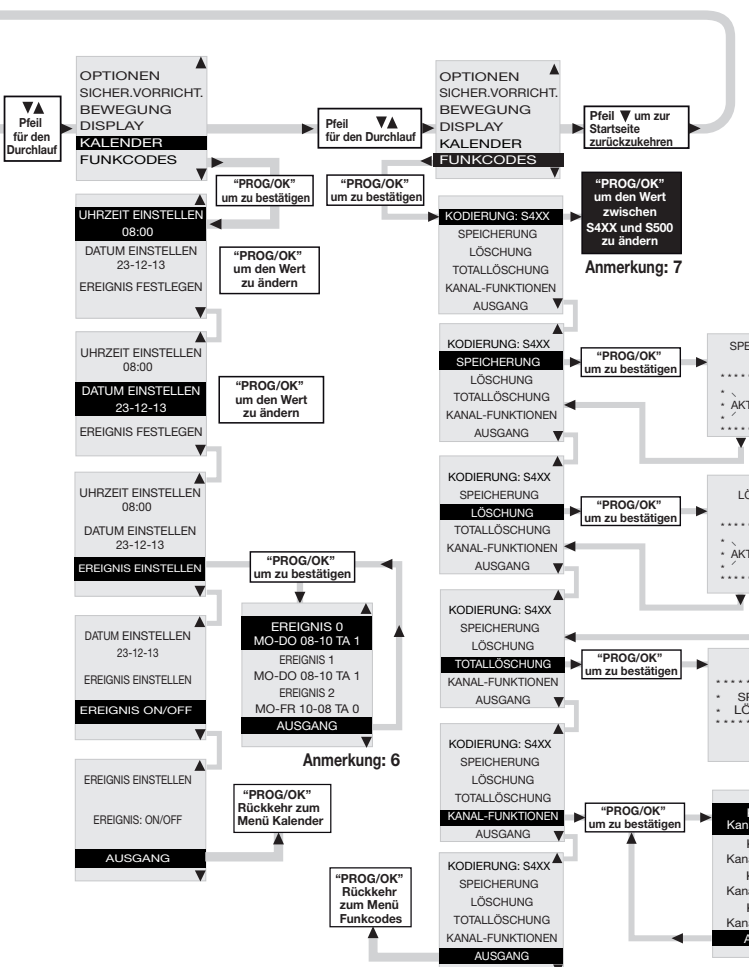 ▼▲
Pfeil
für den
Durchlauf
OPTIONEN
SICHER.VORRICHT.
BEWEGUNG
DISPLAY
KALENDER
FUNKCODES
“PROG/OK”
um zu bestätigen
UHRZEIT EINSTELLEN
08:00
DATUM EINSTELLEN
23-12-13
EREIGNIS FESTLEGEN
“PROG/OK”
um den Wert
zu ändern
UHRZEIT EINSTELLEN
08:00
DATUM EINSTELLEN
23-12-13
EREIGNIS FESTLEGEN
“PROG/OK”
um den Wert
zu ändern
UHRZEIT EINSTELLEN
08:00
DATUM EINSTELLEN
23-12-13
EREIGNIS EINSTELLEN
“PROG/OK”
um zu bestätigen
EREIGNIS 0
MO-DO 08-10 TA 1
EREIGNIS 1
MO-DO 08-10 TA 1
EREIGNIS 2
MO-FR 10-08 TA 0
AUSGANG
Anmerkung: 6
DATUM EINSTELLEN
23-12-13
EREIGNIS EINSTELLEN
EREIGNIS ON/OFF
EREIGNIS EINSTELLEN
EREIGNIS: ON/OFF
AUSGANG
“PROG/OK”
Rückkehr zum
Menü Kalender
Pfeil ▼▲
für den Durchlauf
OPTIONEN
SICHER.VORRICHT.
BEWEGUNG
DISPLAY
KALENDER
FUNKCODES
Pfeil ▼ um zur
Startseite
zurückzukehren
“PROG/OK”
um zu bestätigen
KODIERUNG: S4XX
SPEICHERUNG
LÖSCHUNG
TOTALLÖSCHUNG
KANAL-FUNKTIONEN
AUSGANG
“PROG/OK”
um den Wert
zwischen
S4XX und S500
zu ändern
Anmerkung: 7
KODIERUNG: S4XX
SPEICHERUNG
LÖSCHUNG
TOTALLÖSCHUNG
KANAL-FUNKTIONEN
AUSGANG
“PROG/OK”
um zu bestätigen
SPE
AKT
KODIERUNG: S4XX
SPEICHERUNG
LÖSCHUNG
TOTALLÖSCHUNG
KANAL-FUNKTIONEN
AUSGANG
“PROG/OK”
um zu bestätigen
LÖ
AKT
KODIERUNG: S4XX
SPEICHERUNG
LÖSCHUNG
TOTALLÖSCHUNG
KANAL-FUNKTIONEN
AUSGANG
“PROG/OK”
um zu bestätigen
SP
LÖ
KODIERUNG: S4XX
SPEICHERUNG
LÖSCHUNG
TOTALLÖSCHUNG
KANAL-FUNKTIONEN
AUSGANG
“PROG/OK”
um zu bestätigen
Kana
Kana
Kana
Kana
KODIERUNG: S4XX
SPEICHERUNG
LÖSCHUNG
TOTALLÖSCHUNG
KANAL-FUNKTIONEN
AUSGANG
“PROG/OK”
Rückkehr
zum Menü
Funkcodes